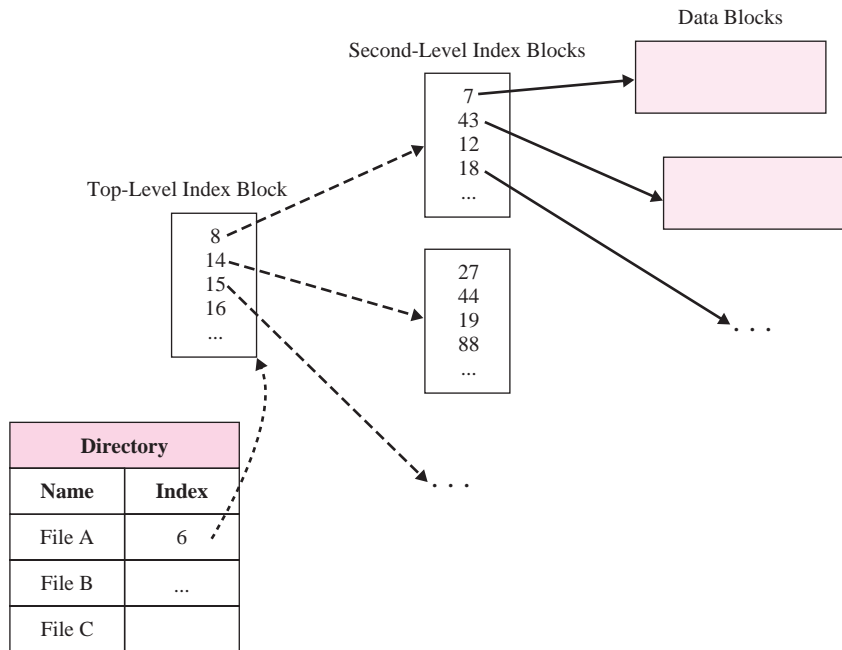 Data Blocks
Second-Level Index Blocks
7
43
12
18
...
Top-Level Index Block
8
14
15
16
...
27
44
19
88
...
. . .
. . .
Directory
Name Index
File A 6
File B ...
File C